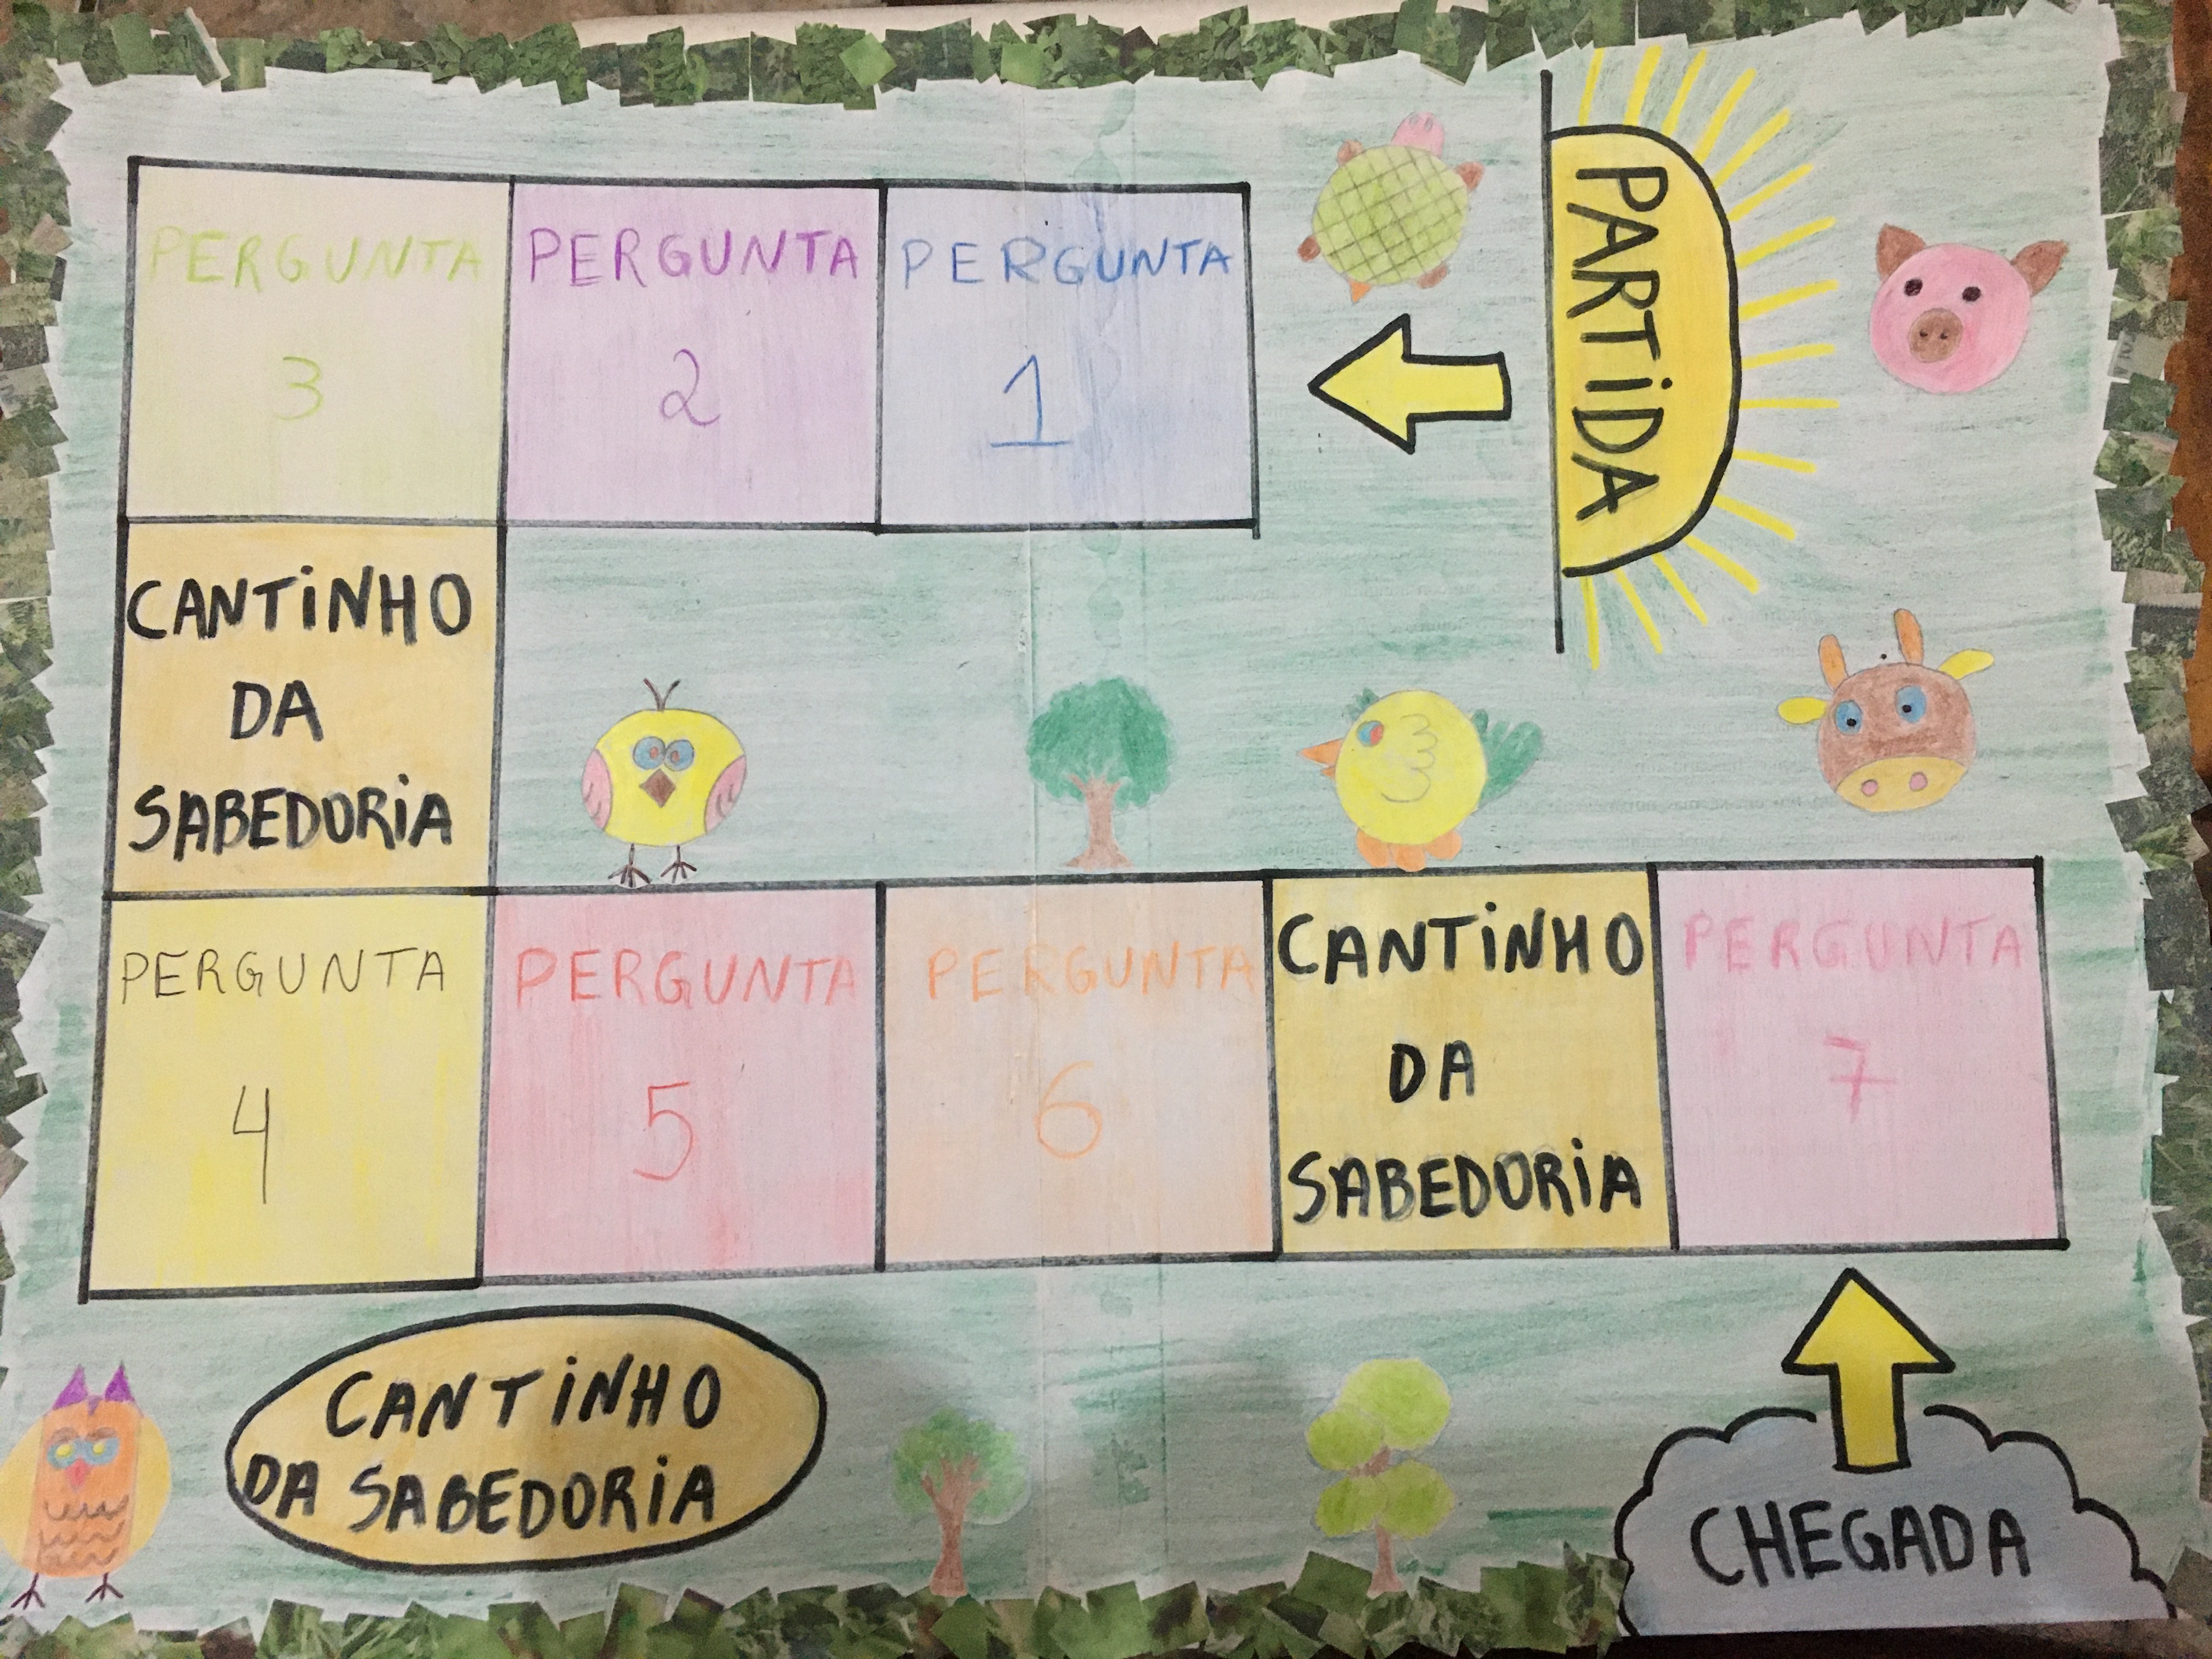 PARTIDA
PERGUNTA
1
PERGUNTA
2
PERGUNTA
3
CANTINHO
DA
SABEDORIA
PERGUNTA
4
PERGUNTA
5
PERGUNTA
6
CANTINHO
DA
SABEDORIA
PERGUNTA
7
CHEGADA
CANTINHO
DA SABEDORIA